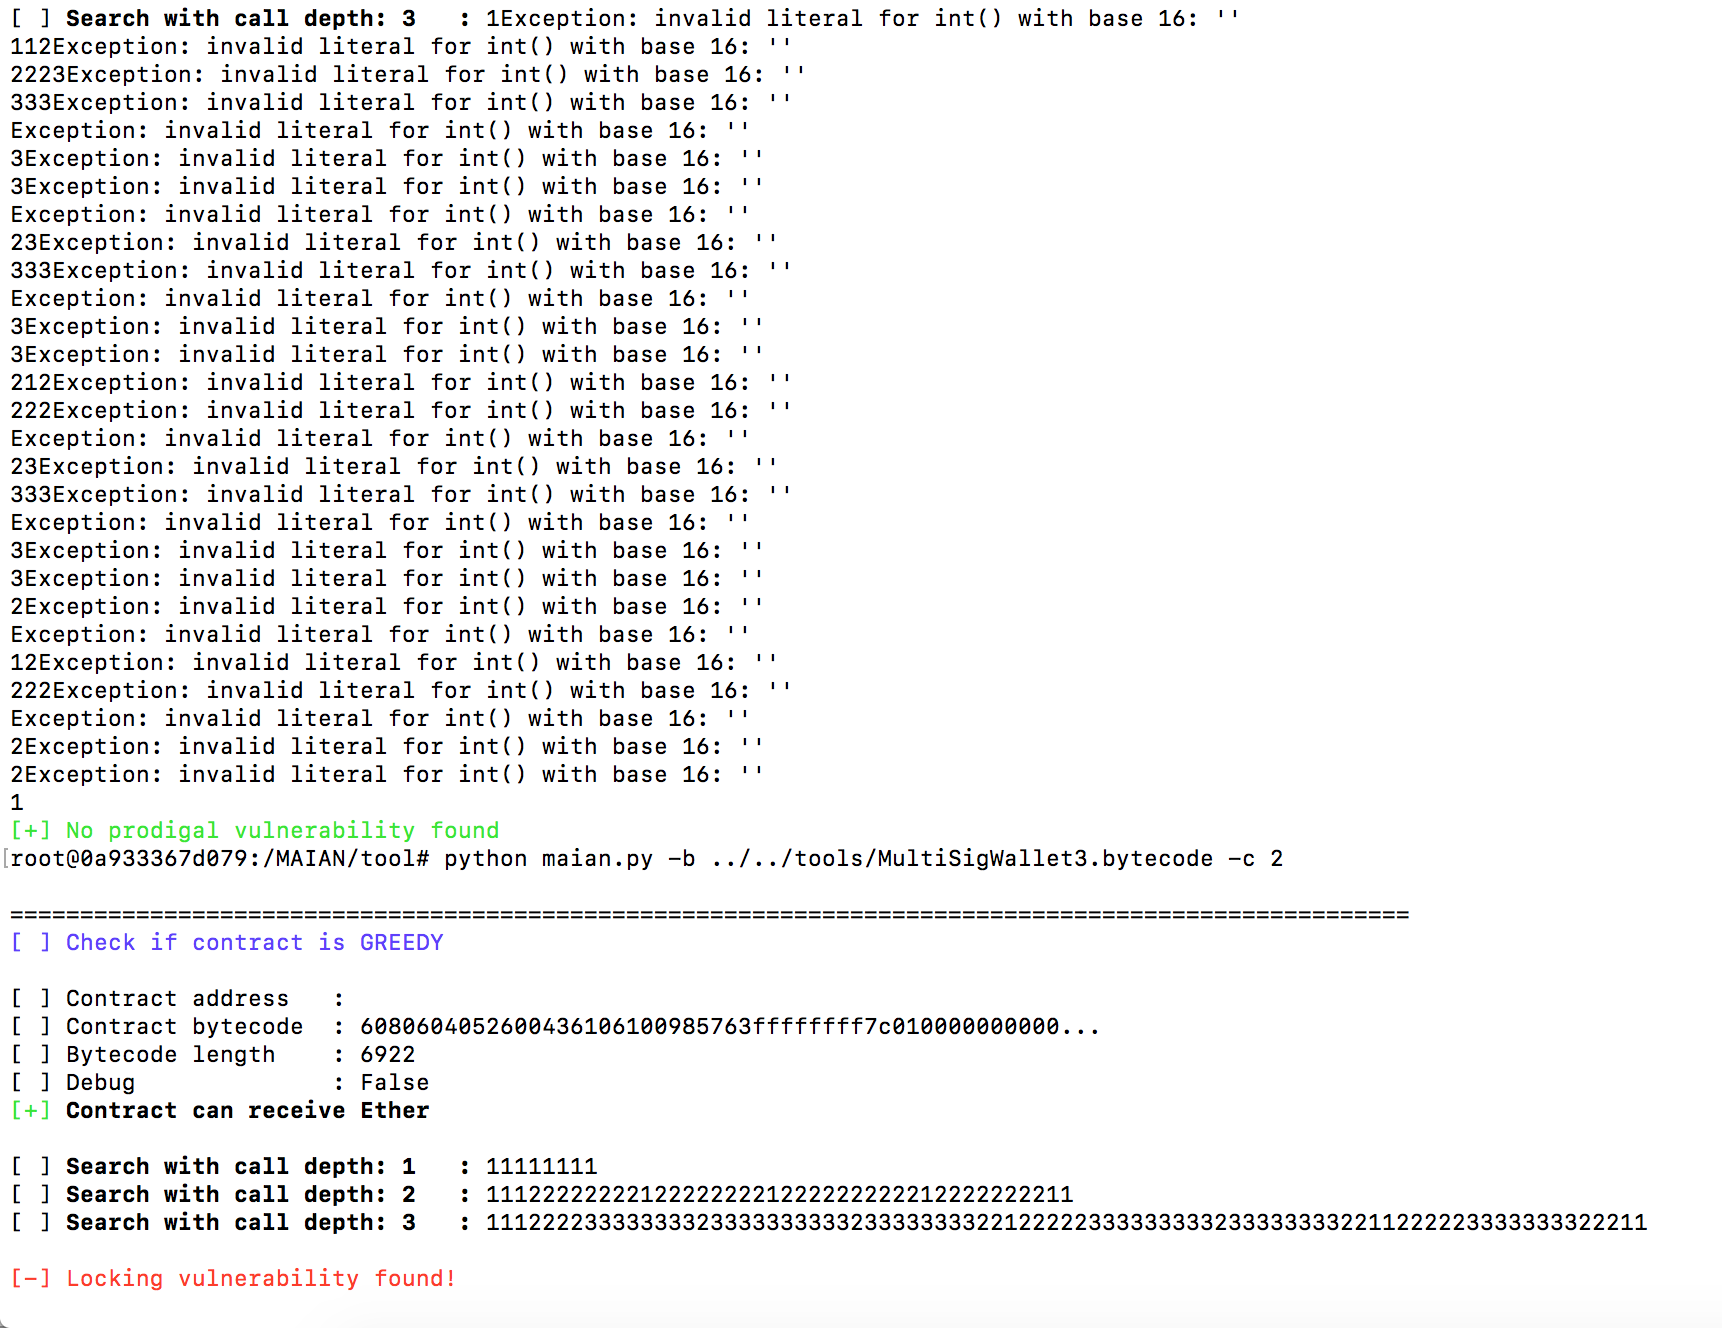 [ ] Search with call depth: 3   : 1Exception: invalid literal for int() with base 16: ''
112Exception: invalid literal for int() with base 16: ''
2223Exception: invalid literal for int() with base 16: ''
333Exception: invalid literal for int() with base 16: ''
Exception: invalid literal for int() with base 16: ''
3Exception: invalid literal for int() with base 16: ''
3Exception: invalid literal for int() with base 16: ''
Exception: invalid literal for int() with base 16: ''
23Exception: invalid literal for int() with base 16: ''
333Exception: invalid literal for int() with base 16: ''
Exception: invalid literal for int() with base 16: ''
3Exception: invalid literal for int() with base 16: ''
3Exception: invalid literal for int() with base 16: ''
212Exception: invalid literal for int() with base 16: ''
222Exception: invalid literal for int() with base 16: ''
Exception: invalid literal for int() with base 16: ''
23Exception: invalid literal for int() with base 16: ''
333Exception: invalid literal for int() with base 16: ''
Exception: invalid literal for int() with base 16: ''
3Exception: invalid literal for int() with base 16: ''
3Exception: invalid literal for int() with base 16: ''
2Exception: invalid literal for int() with base 16: ''
Exception: invalid literal for int() with base 16: ''
12Exception: invalid literal for int() with base 16: ''
222Exception: invalid literal for int() with base 16: ''
Exception: invalid literal for int() with base 16: ''
2Exception: invalid literal for int() with base 16: ''
2Exception: invalid literal for int() with base 16: ''
1
[+] No prodigal vulnerability found
[root@0a933367d079:/MAIAN/tool# python maian.py -b ../../tools/MultiSigWallet3.bytecode -c 2
====================================================================================================
[ ] Check if contract is GREEDY
[ ] Contract address   :
[ ] Contract bytecode  : 60806040526004361061009857​63ffffffff7c010000000000...
[ ] Bytecode length    : 6922
[ ] Debug              : False
[+] Contract can receive Ether
[ ] Search with call depth: 1   : 11111111
[ ] Search with call depth: 2   : 111222222221222222221222222222212222222211
[ ] Search with call depth: 3   : 11122223333333323333333333233333333221222223333333332333333332211222223333333322211
[-] Locking vulnerability found!